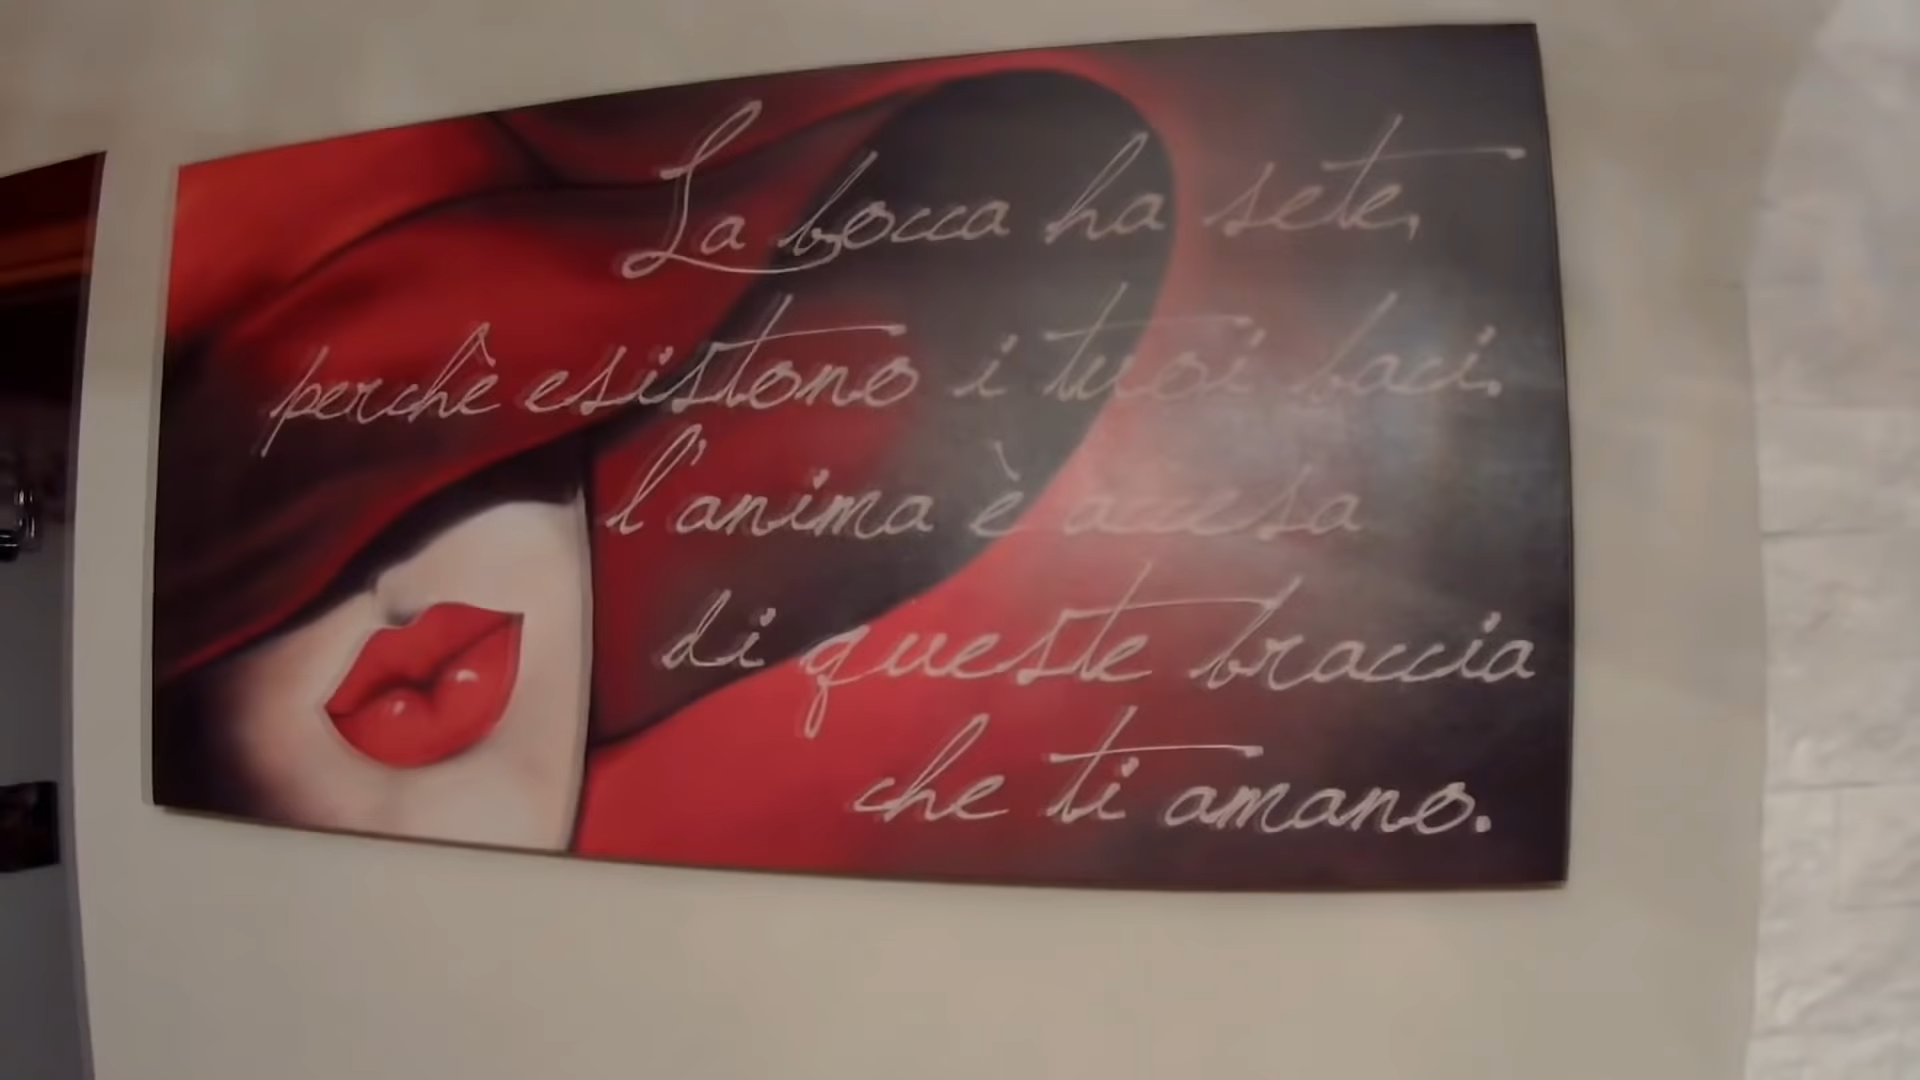 La bocca ha sete,
perchè esistono i tuoi baci.
l'anima è accesa
di queste braccia
che ti amano.